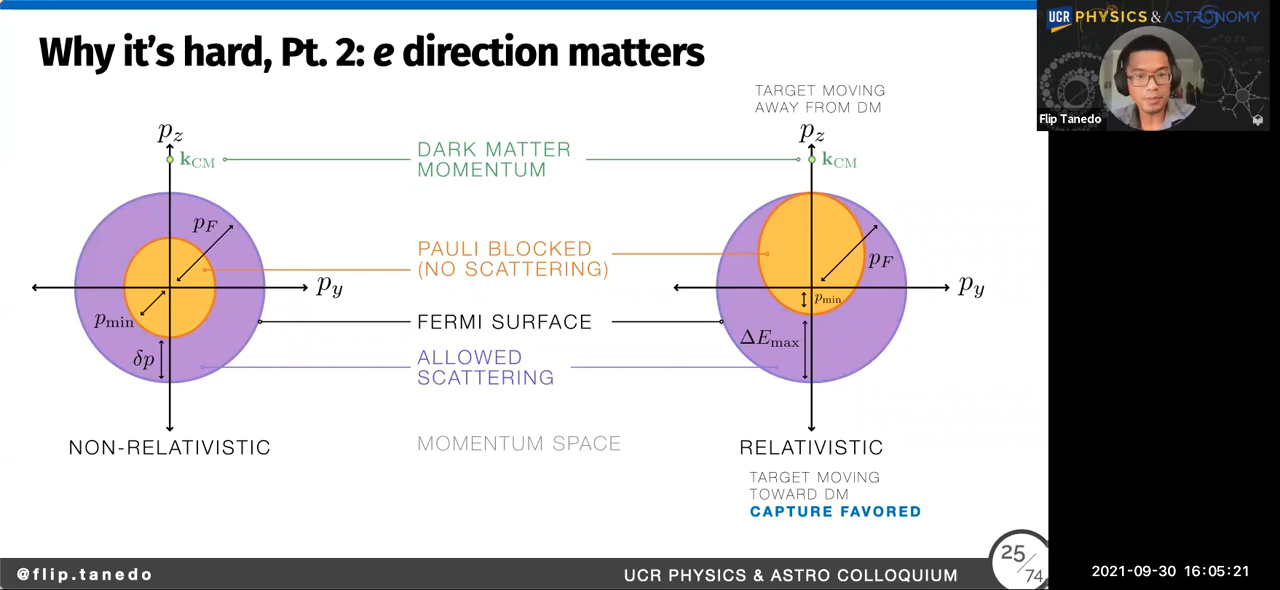 Why it's hard, Pt. 2: e direction matters
UCR PHYSICS & ASTRONOMY
Flip Tanedo
TARGET MOVING
AWAY FROM DM
p_z
k_CM
DARK MATTER
MOMENTUM
p_z
k_CM
p_F
PAULI BLOCKED
(NO SCATTERING)
p_F
p_y
p_min
FERMI SURFACE
p_y
p_min
δp
ALLOWED
SCATTERING
ΔE_max
NON-RELATIVISTIC
MOMENTUM SPACE
RELATIVISTIC
TARGET MOVING
TOWARD DM
CAPTURE FAVORED
@flip.tanedo
UCR PHYSICS & ASTRO COLLOQUIUM
25/74
2021-09-30 16:05:21